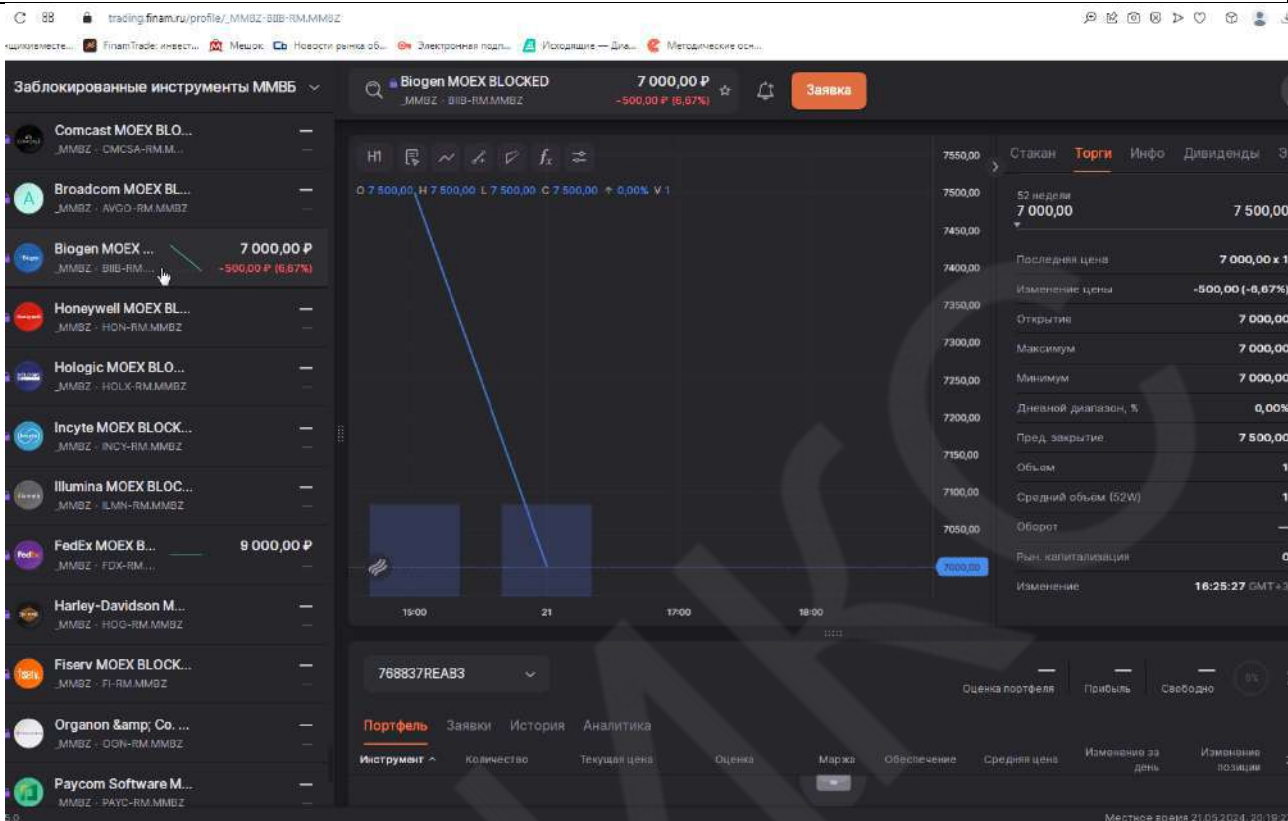 trading.finam.ru/profile/_MMBZ-BIIB-RM.MMBZ
FinamTrade: инвест...
Мешок
Новости рынка об...
Электронная подп...
Исходящие — Диа...
Методические осн...
Заблокированные инструменты ММВБ
Comcast MOEX BLO...
_MMBZ · CMCSA-RM.M...
Broadcom MOEX BL...
_MMBZ · AVGO-RM.MMBZ
Biogen MOEX ...
7 000,00 ₽
_MMBZ · BIIB-RM....
-500,00 ₽ (6,67%)
Honeywell MOEX BL...
_MMBZ · HON-RM.MMBZ
Hologic MOEX BLO...
_MMBZ · HOLX-RM.MMBZ
Incyte MOEX BLOCK...
_MMBZ · INCY-RM.MMBZ
Illumina MOEX BLOC...
_MMBZ · ILMN-RM.MMBZ
FedEx MOEX B...
9 000,00 ₽
_MMBZ · FDX-RM....
Harley-Davidson M...
_MMBZ · HOG-RM.MMBZ
Fiserv MOEX BLOCK...
_MMBZ · FI-RM.MMBZ
Organon &amp; Co. ...
_MMBZ · OGN-RM.MMBZ
Paycom Software M...
_MMBZ · PAYC-RM.MMBZ
Biogen MOEX BLOCKED
7 000,00 ₽
_MMBZ · BIIB-RM.MMBZ
-500,00 ₽ (6,67%)
Заявка
H1
O 7 500,00 H 7 500,00 L 7 500,00 C 7 500,00 ↑ 0,00% V 1
7550,00
7500,00
7450,00
7400,00
7350,00
7300,00
7250,00
7200,00
7150,00
7100,00
7050,00
7000,00
15:00 21 17:00 18:00
Стакан Торги Инфо Дивиденды
52 недели
7 000,00 7 500,00
Последняя цена 7 000,00 x 1
Изменение цены -500,00 (-6,67%)
Открытие 7 000,00
Максимум 7 000,00
Минимум 7 000,00
Дневной диапазон, % 0,00%
Пред. закрытие 7 500,00
Объем 1
Средний объем (52W) 1
Оборот —
Рын. капитализация 0
Изменение 16:25:27 GMT+3
768837REAB3
Оценка портфеля Прибыль Свободно 0%
Портфель Заявки История Аналитика
Инструмент Количество Текущая цена Оценка Маржа Обеспечение Средняя цена Изменение за день Изменение позиции
Местное время 21.05.2024, 20:19:2
МКС